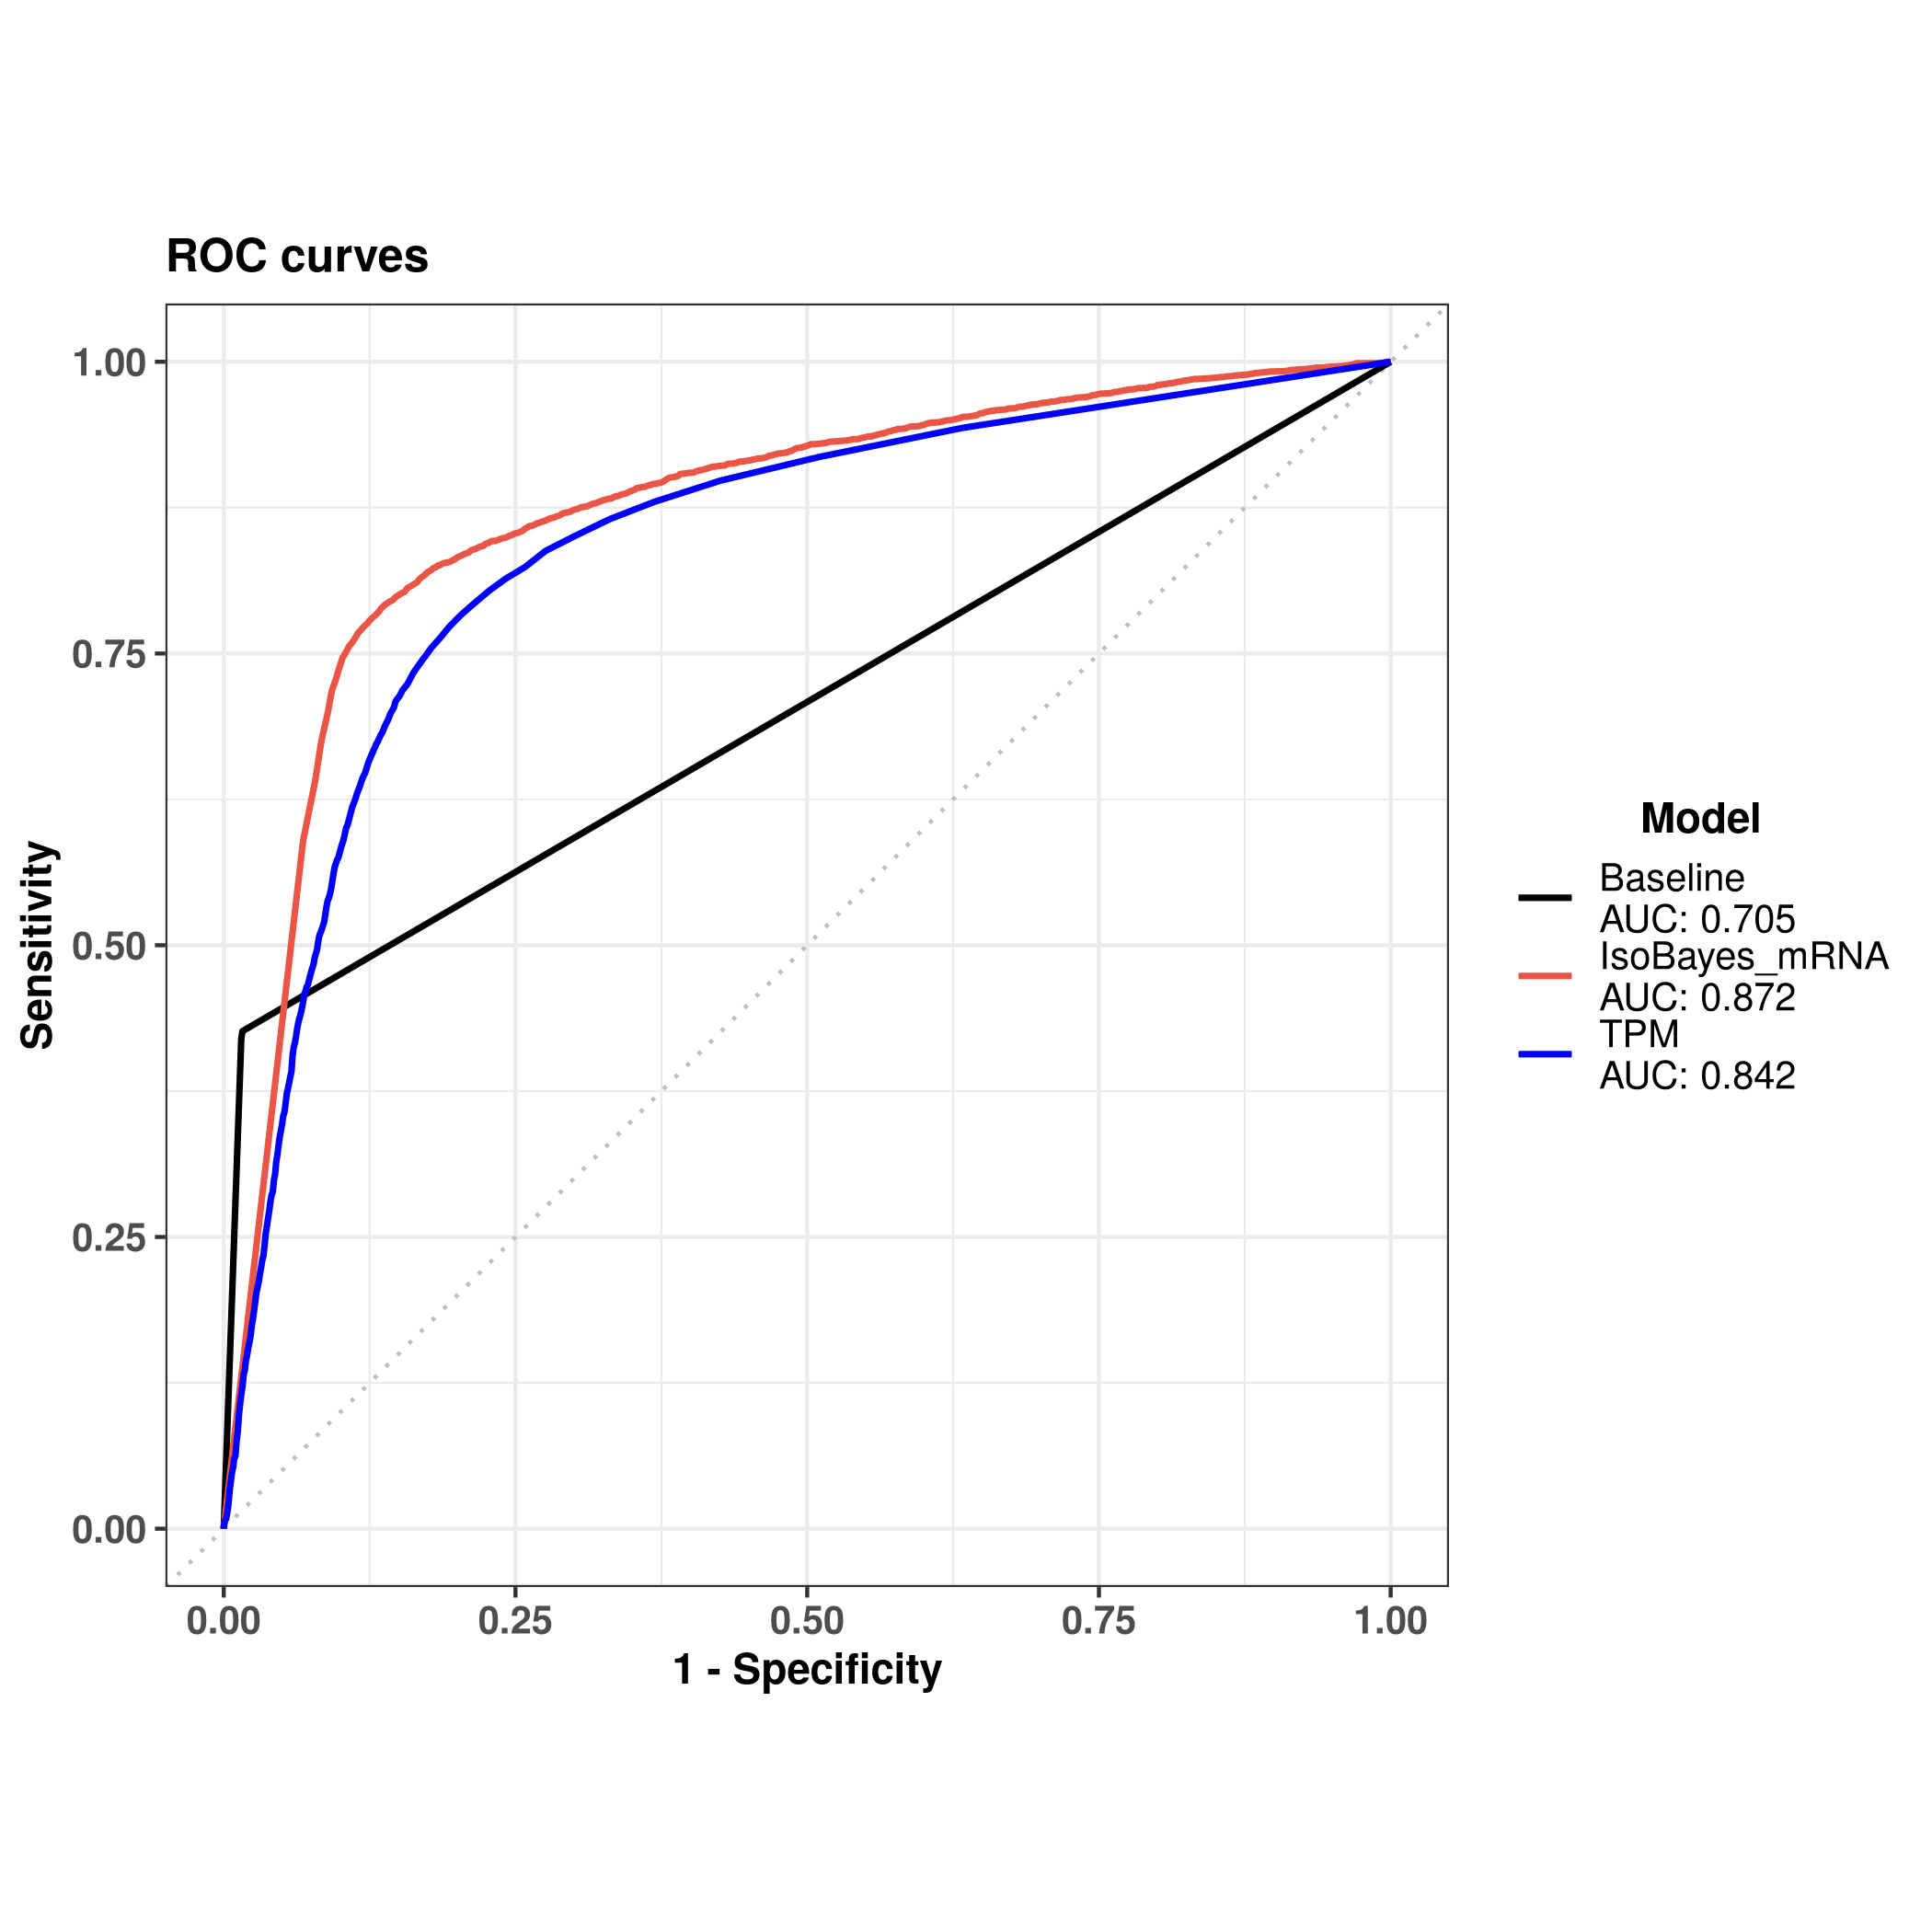 ROC curves
1.00
0.75
0.50
0.25
0.00
Sensitivity
0.00 0.25 0.50 0.75 1.00
1 - Specificity
Model
Baseline
AUC: 0.705
IsoBayes_mRNA
AUC: 0.872
TPM
AUC: 0.842